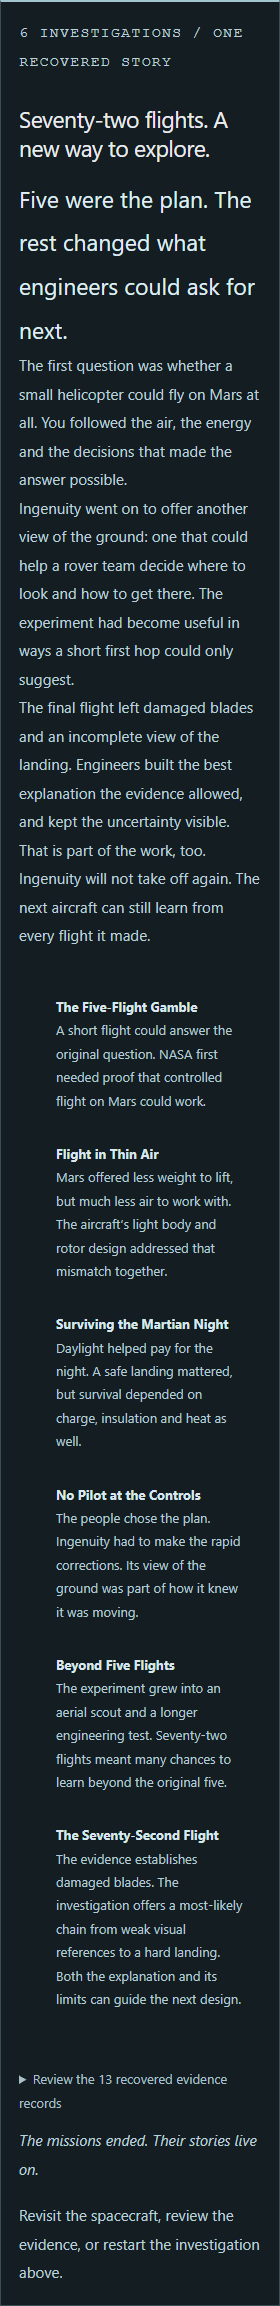 6 INVESTIGATIONS / ONE
RECOVERED STORY
Seventy-two flights. A
new way to explore.
Five were the plan. The
rest changed what
engineers could ask for
next.
The first question was whether a
small helicopter could fly on Mars at
all. You followed the air, the energy
and the decisions that made the
answer possible.
Ingenuity went on to offer another
view of the ground: one that could
help a rover team decide where to
look and how to get there. The
experiment had become useful in
ways a short first hop could only
suggest.
The final flight left damaged blades
and an incomplete view of the
landing. Engineers built the best
explanation the evidence allowed,
and kept the uncertainty visible.
That is part of the work, too.
Ingenuity will not take off again. The
next aircraft can still learn from
every flight it made.
The Five-Flight Gamble
A short flight could answer the
original question. NASA first
needed proof that controlled
flight on Mars could work.
Flight in Thin Air
Mars offered less weight to lift,
but much less air to work with.
The aircraft's light body and
rotor design addressed that
mismatch together.
Surviving the Martian Night
Daylight helped pay for the
night. A safe landing mattered,
but survival depended on
charge, insulation and heat as
well.
No Pilot at the Controls
The people chose the plan.
Ingenuity had to make the rapid
corrections. Its view of the
ground was part of how it knew
it was moving.
Beyond Five Flights
The experiment grew into an
aerial scout and a longer
engineering test. Seventy-two
flights meant many chances to
learn beyond the original five.
The Seventy-Second Flight
The evidence establishes
damaged blades. The
investigation offers a most-likely
chain from weak visual
references to a hard landing.
Both the explanation and its
limits can guide the next design.
▶ Review the 13 recovered evidence
records
The missions ended. Their stories live
on.
Revisit the spacecraft, review the
evidence, or restart the investigation
above.